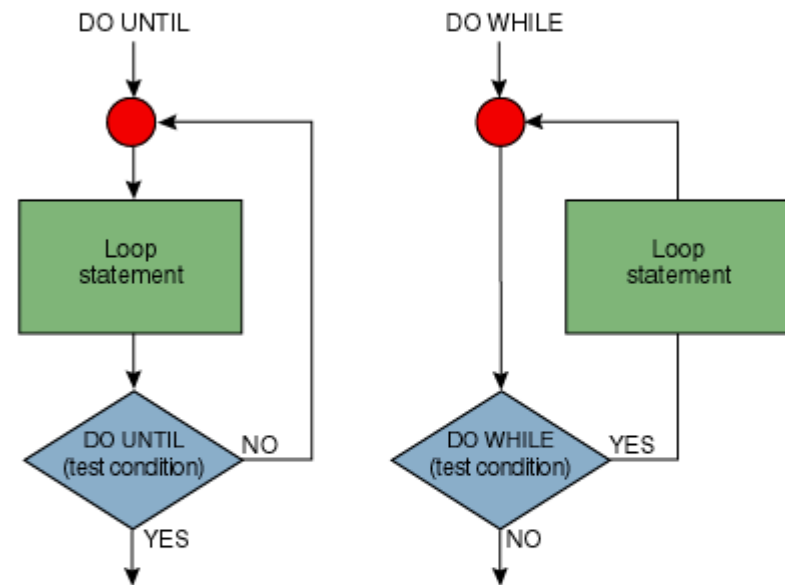 DO UNTIL
Loop
statement
DO UNTIL
(test condition)
NO
YES
DO WHILE
Loop
statement
DO WHILE
(test condition)
YES
NO